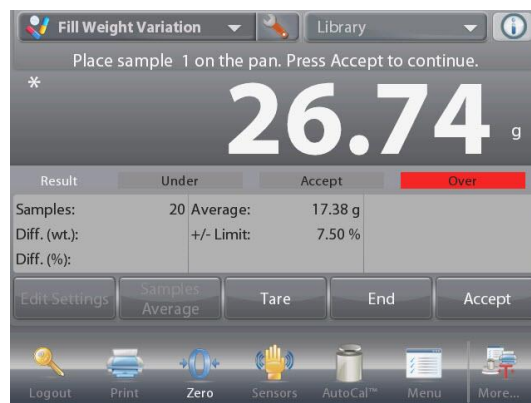 Fill Weight Variation Library
Place sample 1 on the pan. Press Accept to continue.
* 26.74 g
Result Under Accept Over
Samples: 20 Average: 17.38 g
Diff. (wt.): +/- Limit: 7.50 %
Diff. (%):
Edit Settings Samples Average Tare End Accept
Logout Print Zero Sensors AutoCal™ Menu More...